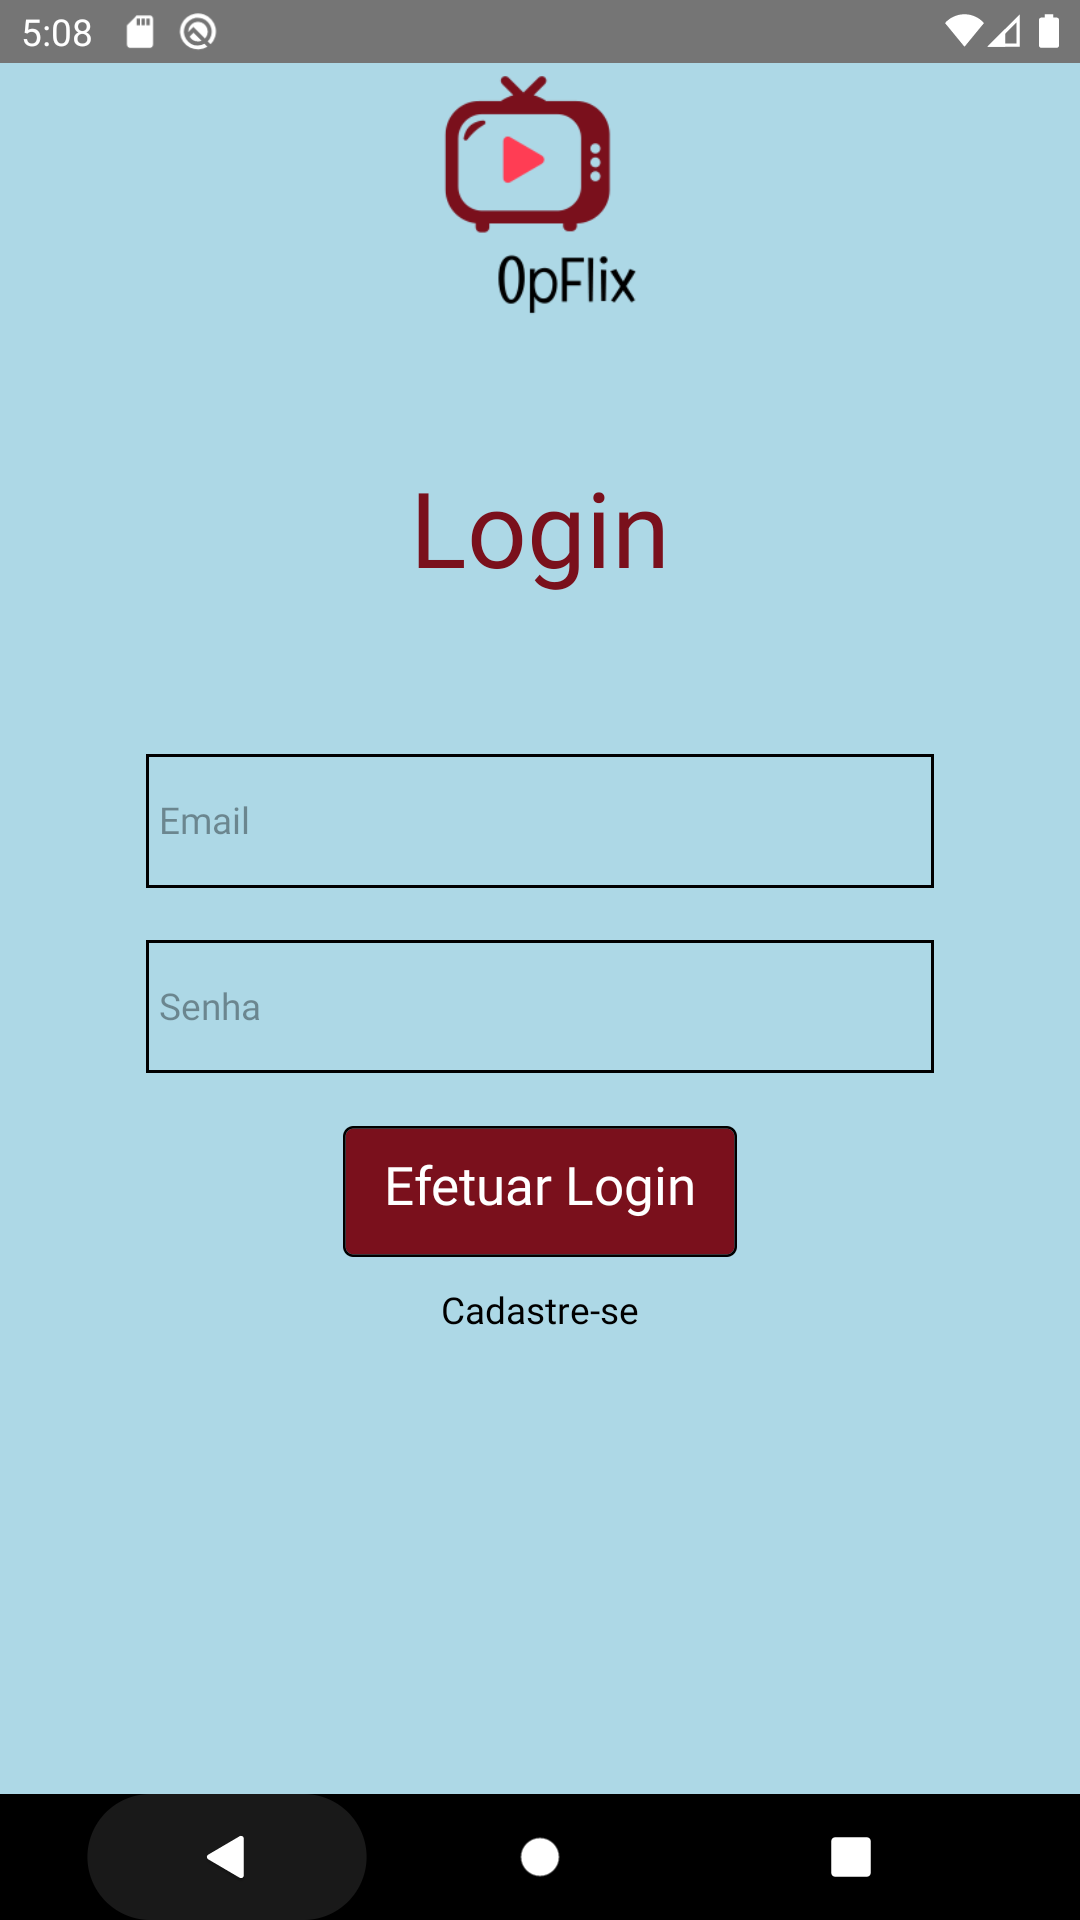 5:08
OpFlix
Login
Email
Senha
Efetuar Login
Cadastre-se